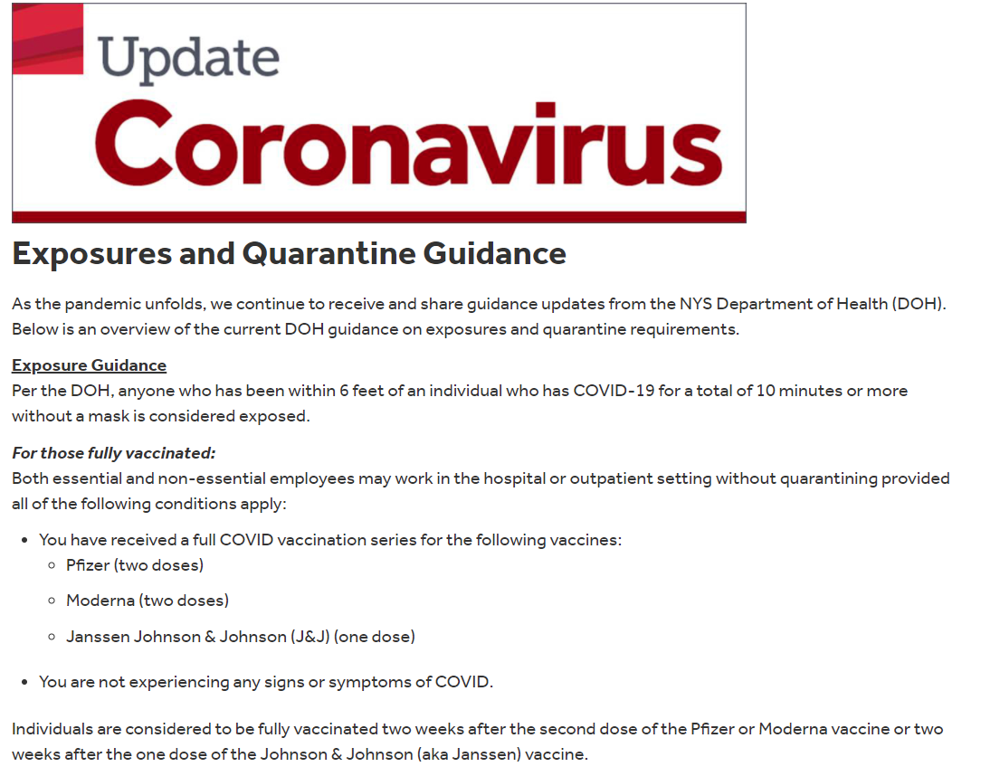 Update
Coronavirus
Exposures and Quarantine Guidance
As the pandemic unfolds, we continue to receive and share guidance updates from the NYS Department of Health (DOH).
Below is an overview of the current DOH guidance on exposures and quarantine requirements.
Exposure Guidance
Per the DOH, anyone who has been within 6 feet of an individual who has COVID-19 for a total of 10 minutes or more
without a mask is considered exposed.
For those fully vaccinated:
Both essential and non-essential employees may work in the hospital or outpatient setting without quarantining provided
all of the following conditions apply:
• You have received a full COVID vaccination series for the following vaccines:
◦ Pfizer (two doses)
◦ Moderna (two doses)
◦ Janssen Johnson & Johnson (J&J) (one dose)
• You are not experiencing any signs or symptoms of COVID.
Individuals are considered to be fully vaccinated two weeks after the second dose of the Pfizer or Moderna vaccine or two
weeks after the one dose of the Johnson & Johnson (aka Janssen) vaccine.